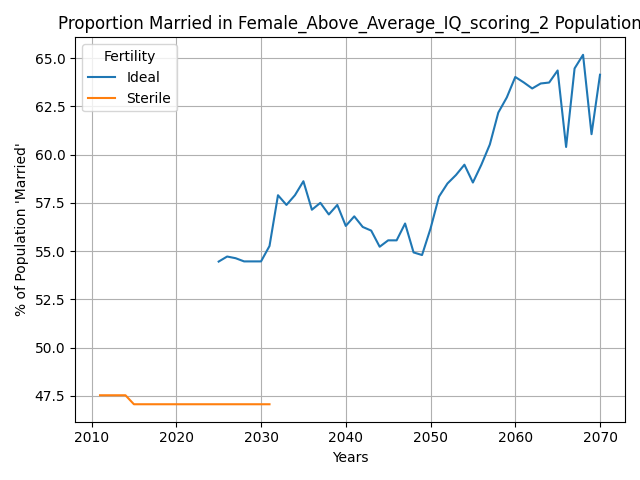 Proportion Married in Female_Above_Average_IQ_scoring_2 Population
Fertility
Ideal
Sterile
% of Population 'Married'
65.0
62.5
60.0
57.5
55.0
52.5
50.0
47.5
2010 2020 2030 2040 2050 2060 2070
Years